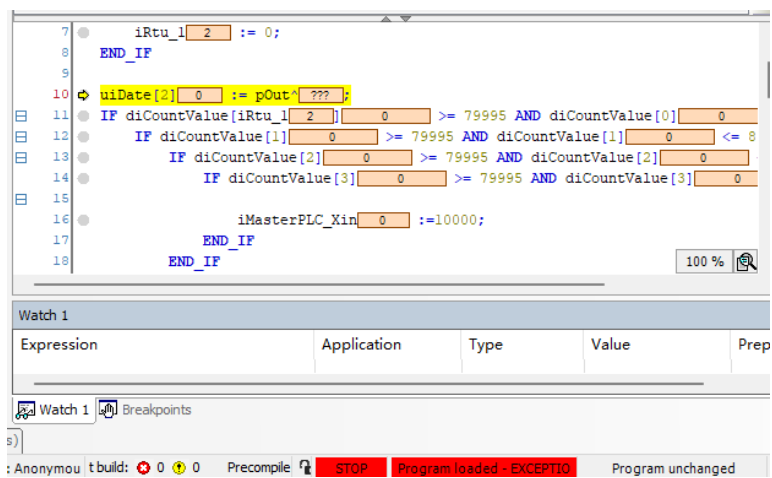 7 iRtu_1 2 := 0;
8 END_IF
9
10 uiDate[2] 0 := pOut^ ??? ;
11 IF diCountValue[iRtu_1 2 ] 0 >= 79995 AND diCountValue[0] 0
12 IF diCountValue[1] 0 >= 79995 AND diCountValue[1] 0 <= 8
13 IF diCountValue[2] 0 >= 79995 AND diCountValue[2] 0
14 IF diCountValue[3] 0 >= 79995 AND diCountValue[3] 0
15
16 iMasterPLC_Xin 0 :=10000;
17 END_IF
18 END_IF
100 %
Watch 1
Expression Application Type Value Prep
Watch 1 Breakpoints
s)
: Anonymou t build: 0 0 Precompile STOP Program loaded - EXCEPTIO Program unchanged